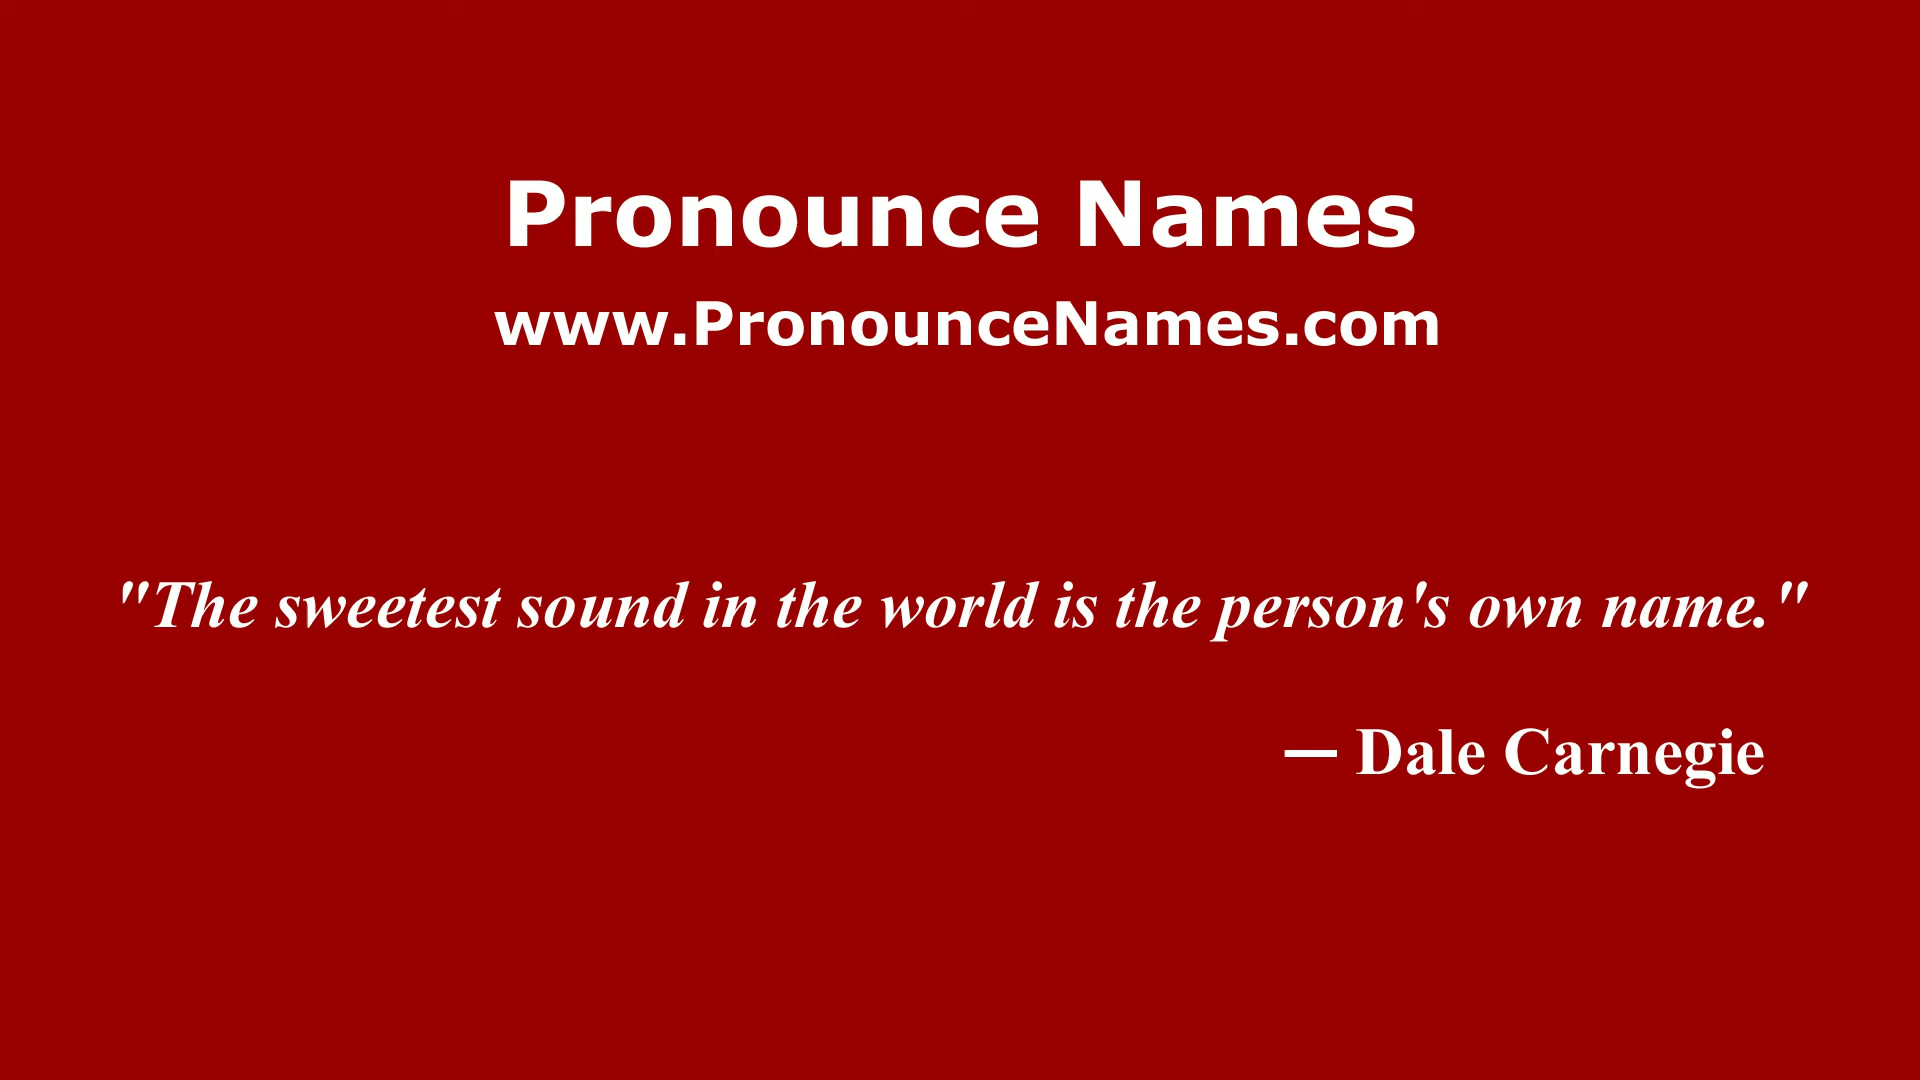 Pronounce Names
www.PronounceNames.com
"The sweetest sound in the world is the person's own name."
— Dale Carnegie